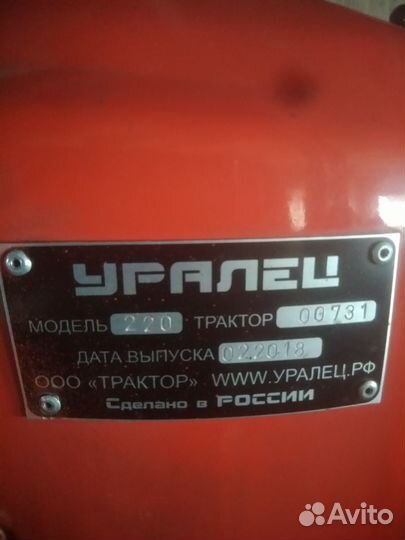 УРАЛЕЦ
МОДЕЛЬ 220 ТРАКТОР 00731
ДАТА ВЫПУСКА 022018
ООО "ТРАКТОР" WWW.УРАЛЕЦ.РФ
Сделано в РОССИИ
Avito